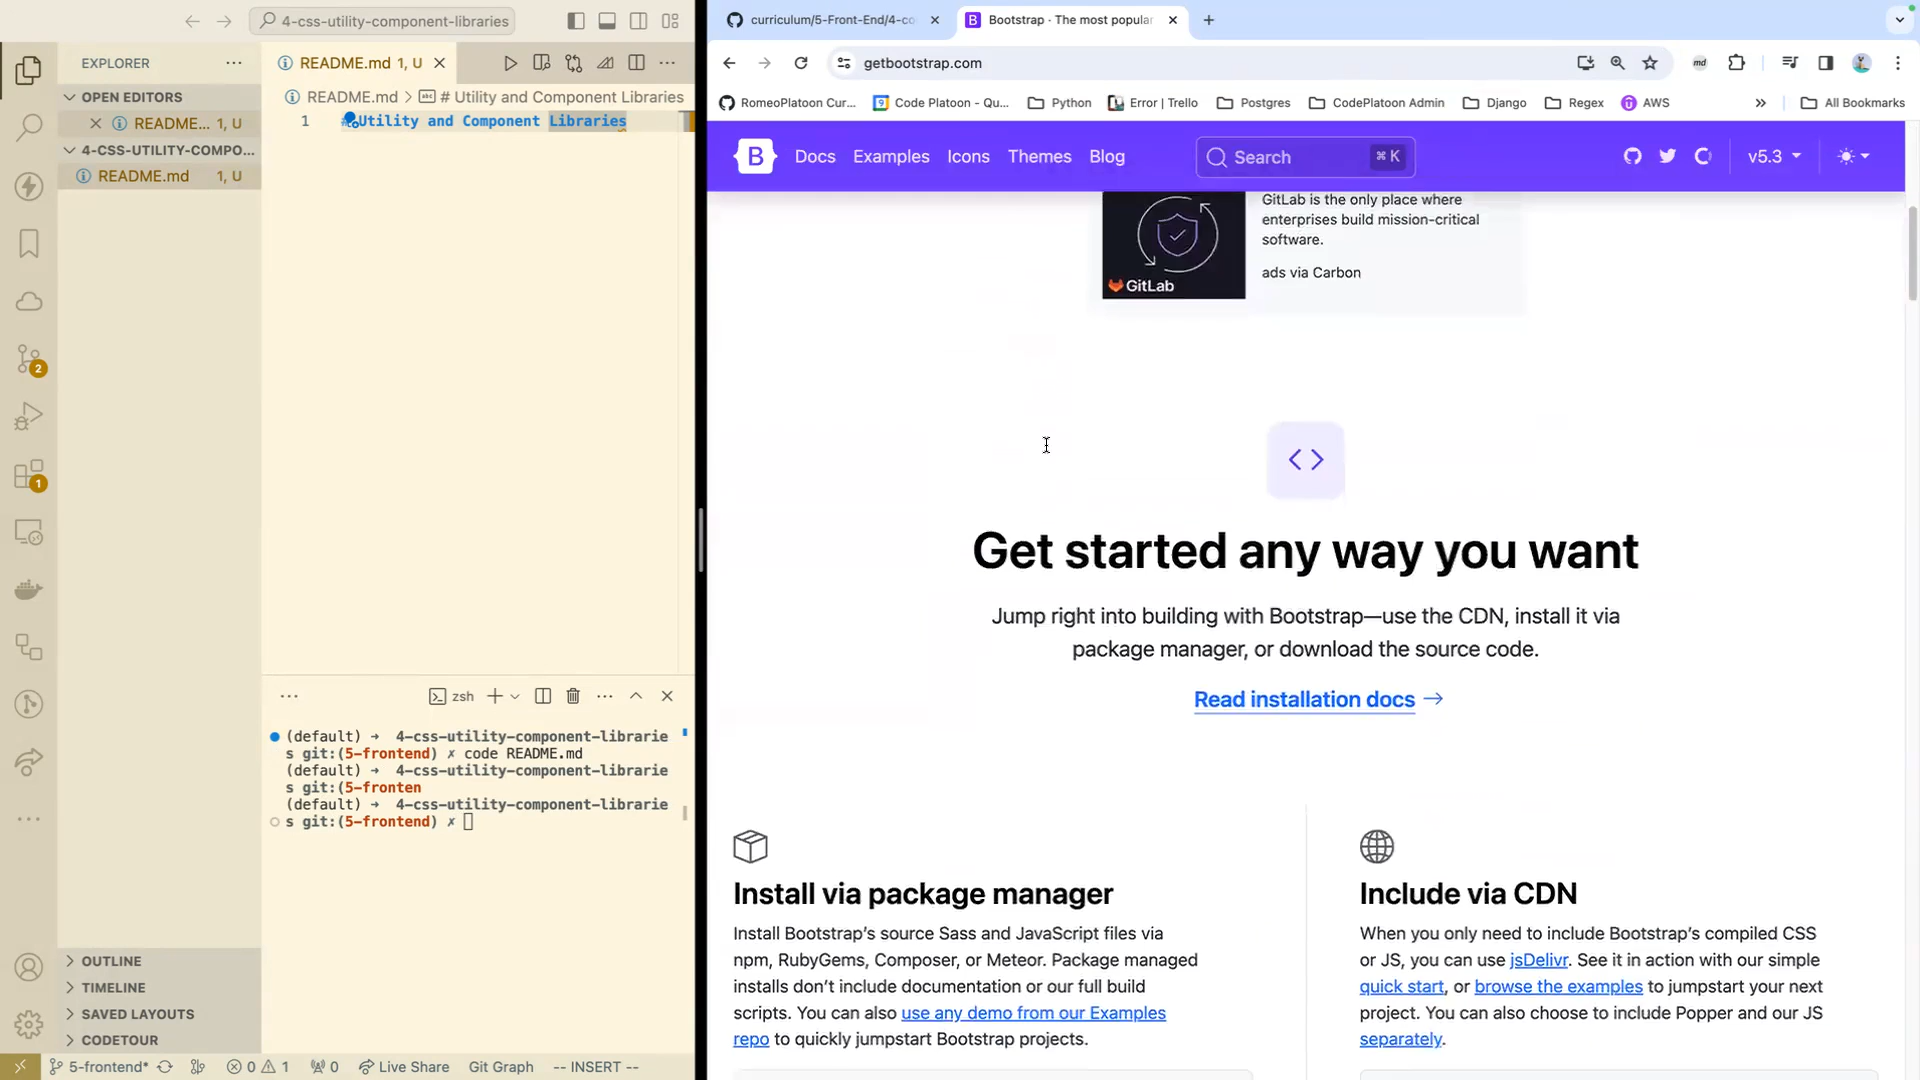 4-css-utility-component-libraries
EXPLORER
OPEN EDITORS
README... 1, U
4-CSS-UTILITY-COMPO...
README.md 1, U
OUTLINE
TIMELINE
SAVED LAYOUTS
CODETOUR
2
1
README.md 1, U
README.md > # Utility and Component Libraries
1 # Utility and Component Libraries
zsh
(default) → 4-css-utility-component-librarie
s git:(5-frontend) ✗ code README.md
(default) → 4-css-utility-component-librarie
s git:(5-fronten
(default) → 4-css-utility-component-librarie
s git:(5-frontend) ✗
5-frontend* 0 1 0 Live Share Git Graph -- INSERT --
curriculum/5-Front-End/4-co
Bootstrap · The most popular
getbootstrap.com
md
RomeoPlatoon Cur... Code Platoon - Qu... Python Error | Trello Postgres CodePlatoon Admin Django Regex AWS » All Bookmarks
B Docs Examples Icons Themes Blog Search ⌘ K v5.3
GitLab is the only place where
enterprises build mission-critical
software.
ads via Carbon
GitLab
Get started any way you want
Jump right into building with Bootstrap—use the CDN, install it via
package manager, or download the source code.
Read installation docs →
Install via package manager
Install Bootstrap’s source Sass and JavaScript files via
npm, RubyGems, Composer, or Meteor. Package managed
installs don’t include documentation or our full build
scripts. You can also use any demo from our Examples
repo to quickly jumpstart Bootstrap projects.
Include via CDN
When you only need to include Bootstrap’s compiled CSS
or JS, you can use jsDelivr. See it in action with our simple
quick start, or browse the examples to jumpstart your next
project. You can also choose to include Popper and our JS
separately.